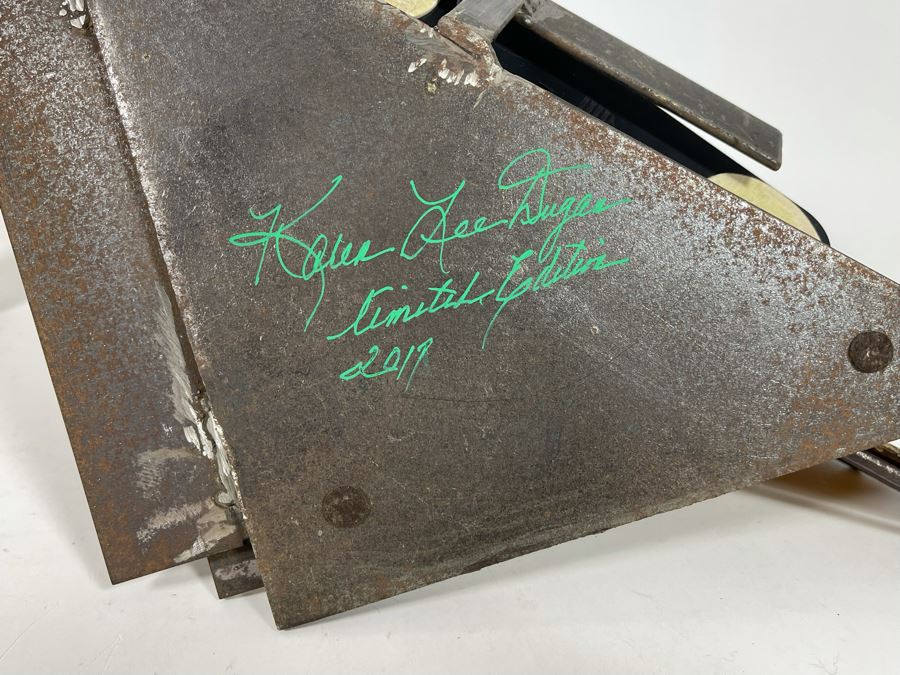 Karen Lee Dugan
Limited Edition
2019